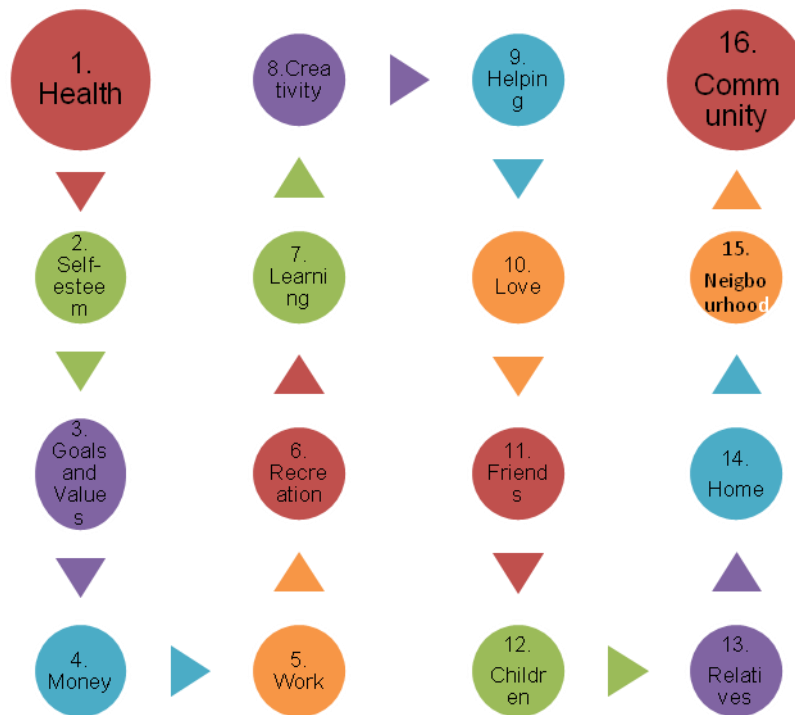 1.
Health
2.
Self-
estee
m
3.
Goals
and
Value
s
4.
Money
5.
Work
6.
Recre
ation
7.
Learni
ng
8.Crea
tivity
9.
Helpin
g
10.
Love
11.
Friend
s
12.
Childr
en
13.
Relati
ves
14.
Home
15.
Neigbo
urhood
16.
Comm
unity